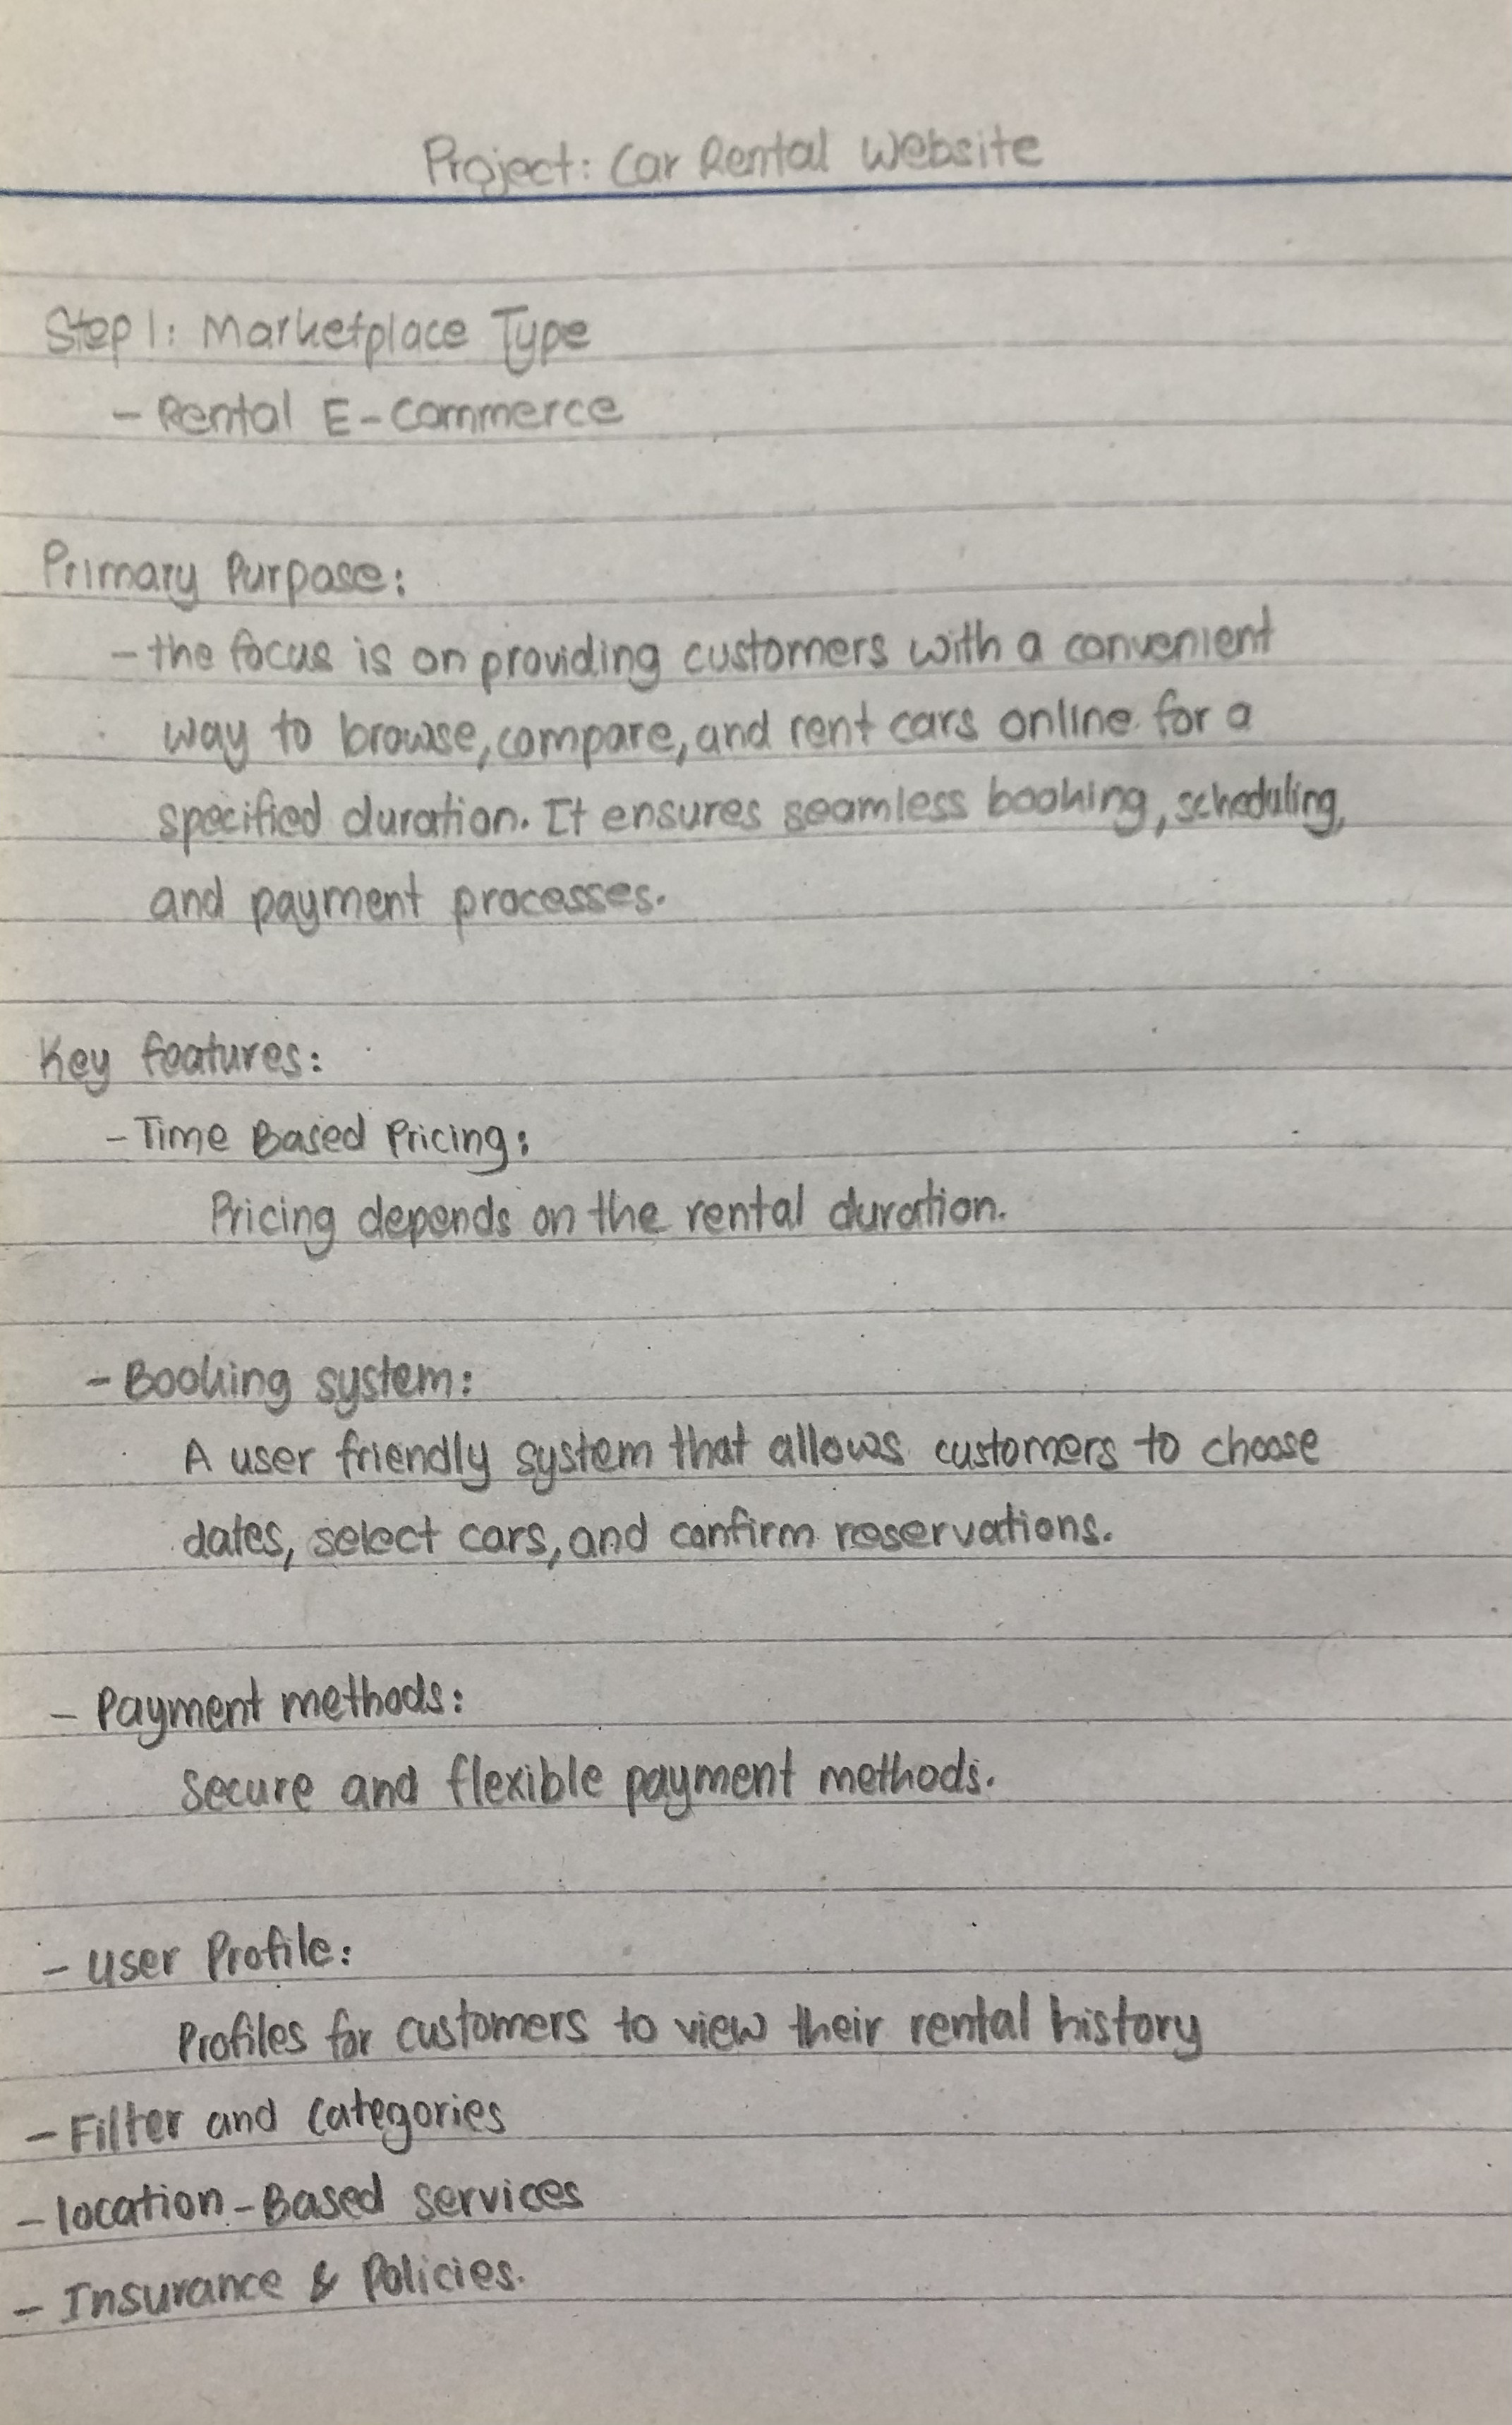 Project: Car Rental Website
Step 1: Marketplace Type
- Rental E-Commerce
Primary Purpose:
- the focus is on providing customers with a convenient
way to browse, compare, and rent cars online for a
specified duration. It ensures seamless booking, scheduling,
and payment processes.
Key features:
- Time Based Pricing:
Pricing depends on the rental duration.
- Booking system:
A user friendly system that allows customers to choose
dates, select cars, and confirm reservations.
- Payment methods:
Secure and flexible payment methods.
- User Profile:
Profiles for customers to view their rental history
- Filter and Categories
- location-Based services
- Insurance & Policies.